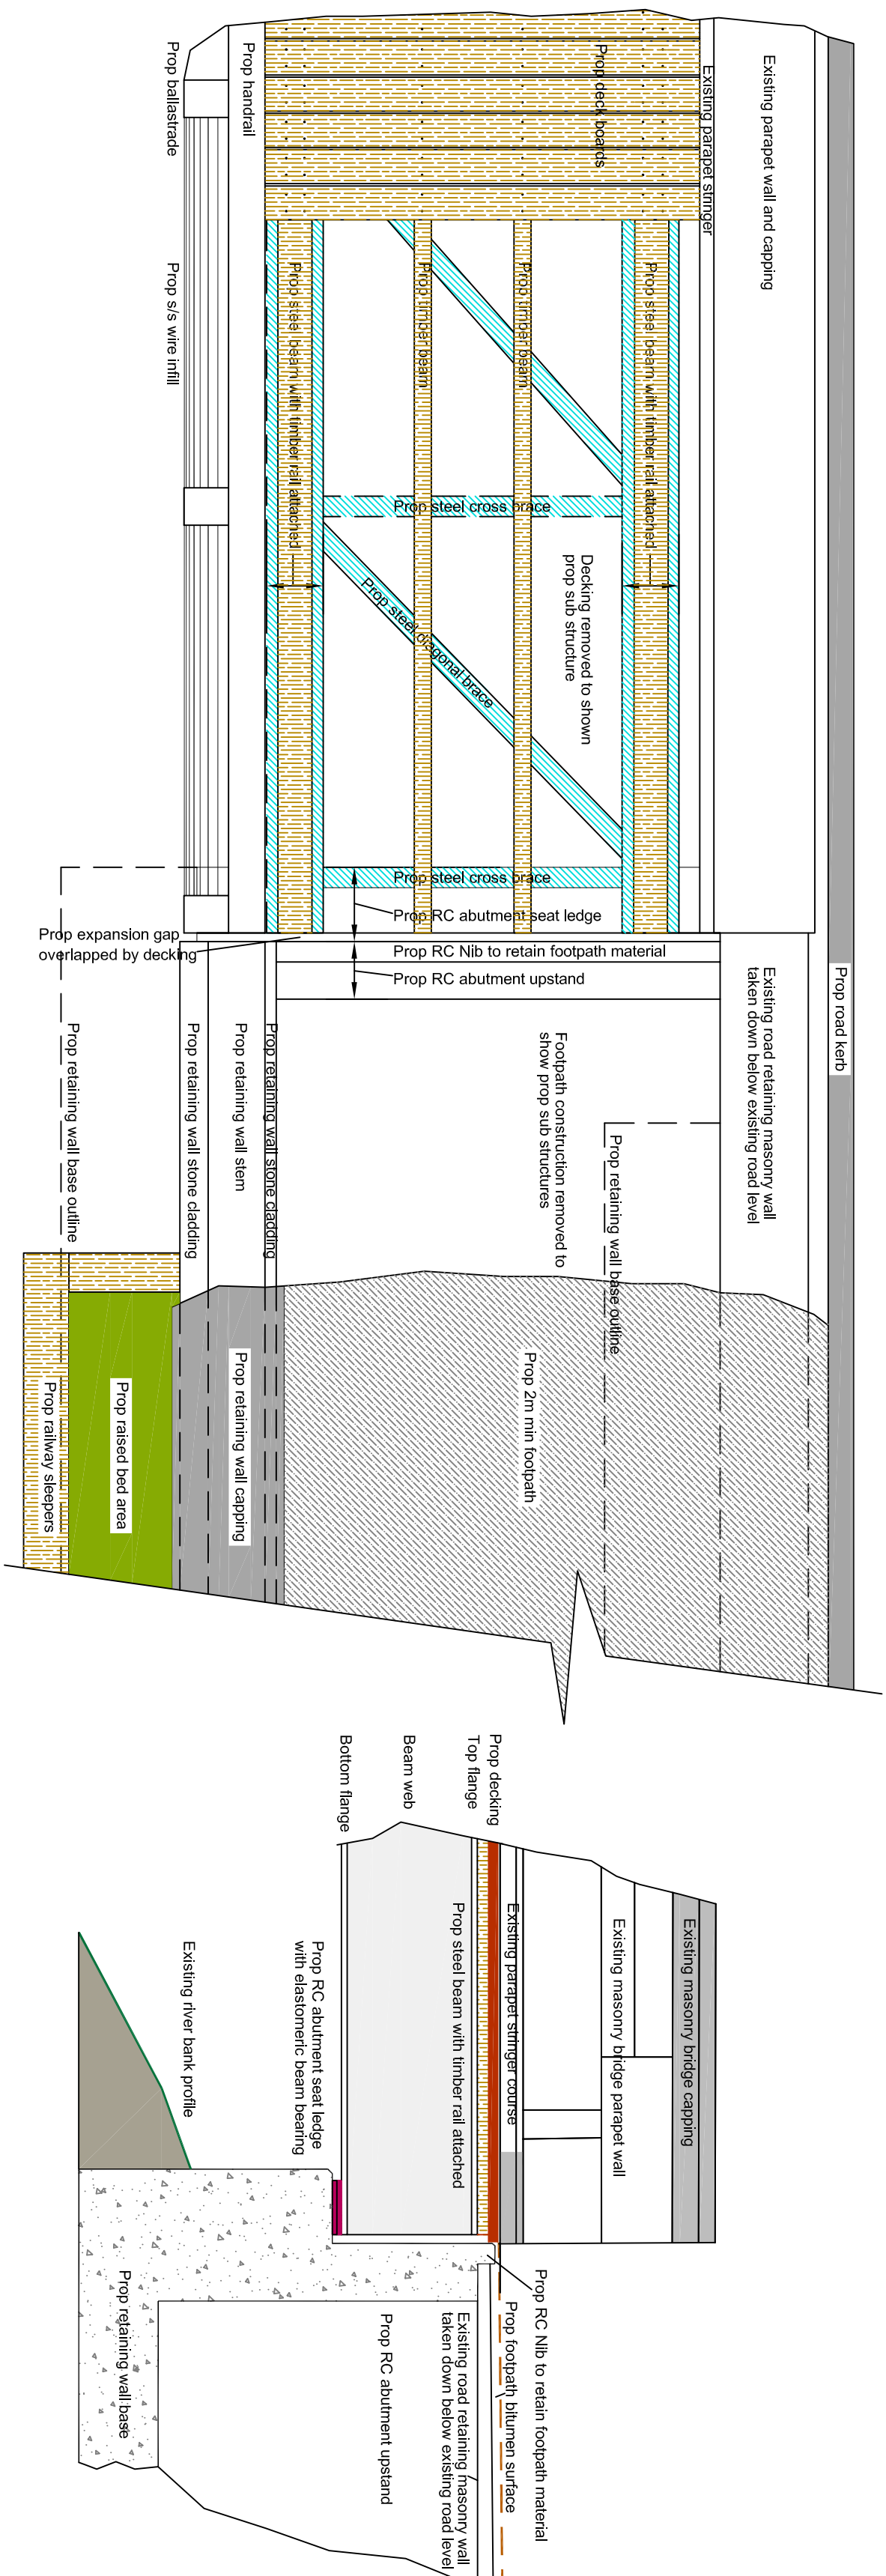 Existing parapet wall and capping
Prop road kerb
Existing parapet stringer
Prop deck boards
Prop steel beam with timber rail attached
Prop timber beam
Prop timber beam
Prop steel beam with timber rail attached
Prop handrail
Prop ballastrade
Prop s/s wire infill
Prop steel cross brace
Decking removed to shown
prop sub structure
Prop steel diagonal brace
Prop steel cross brace
Prop RC abutment seat ledge
Prop RC Nib to retain footpath material
Prop RC abutment upstand
Prop expansion gap
overlapped by decking
Existing road retaining masonry wall
taken down below existing road level
Footpath construction removed to
show prop sub structures
Prop retaining wall base outline
Prop retaining wall stone cladding
Prop retaining wall stem
Prop retaining wall stone cladding
Prop retaining wall base outline
Prop 2m min footpath
Prop retaining wall capping
Prop raised bed area
Prop railway sleepers
Prop decking
Top flange
Beam web
Bottom flange
Existing masonry bridge capping
Existing masonry bridge parapet wall
Existing parapet stringer course
Prop steel beam with timber rail attached
Prop RC abutment seat ledge
with elastomeric beam bearing
Existing river bank profile
Prop RC Nib to retain footpath material
Prop footpath bitumen surface
Existing road retaining masonry wall
taken down below existing road level
Prop RC abutment upstand
Prop retaining wall base